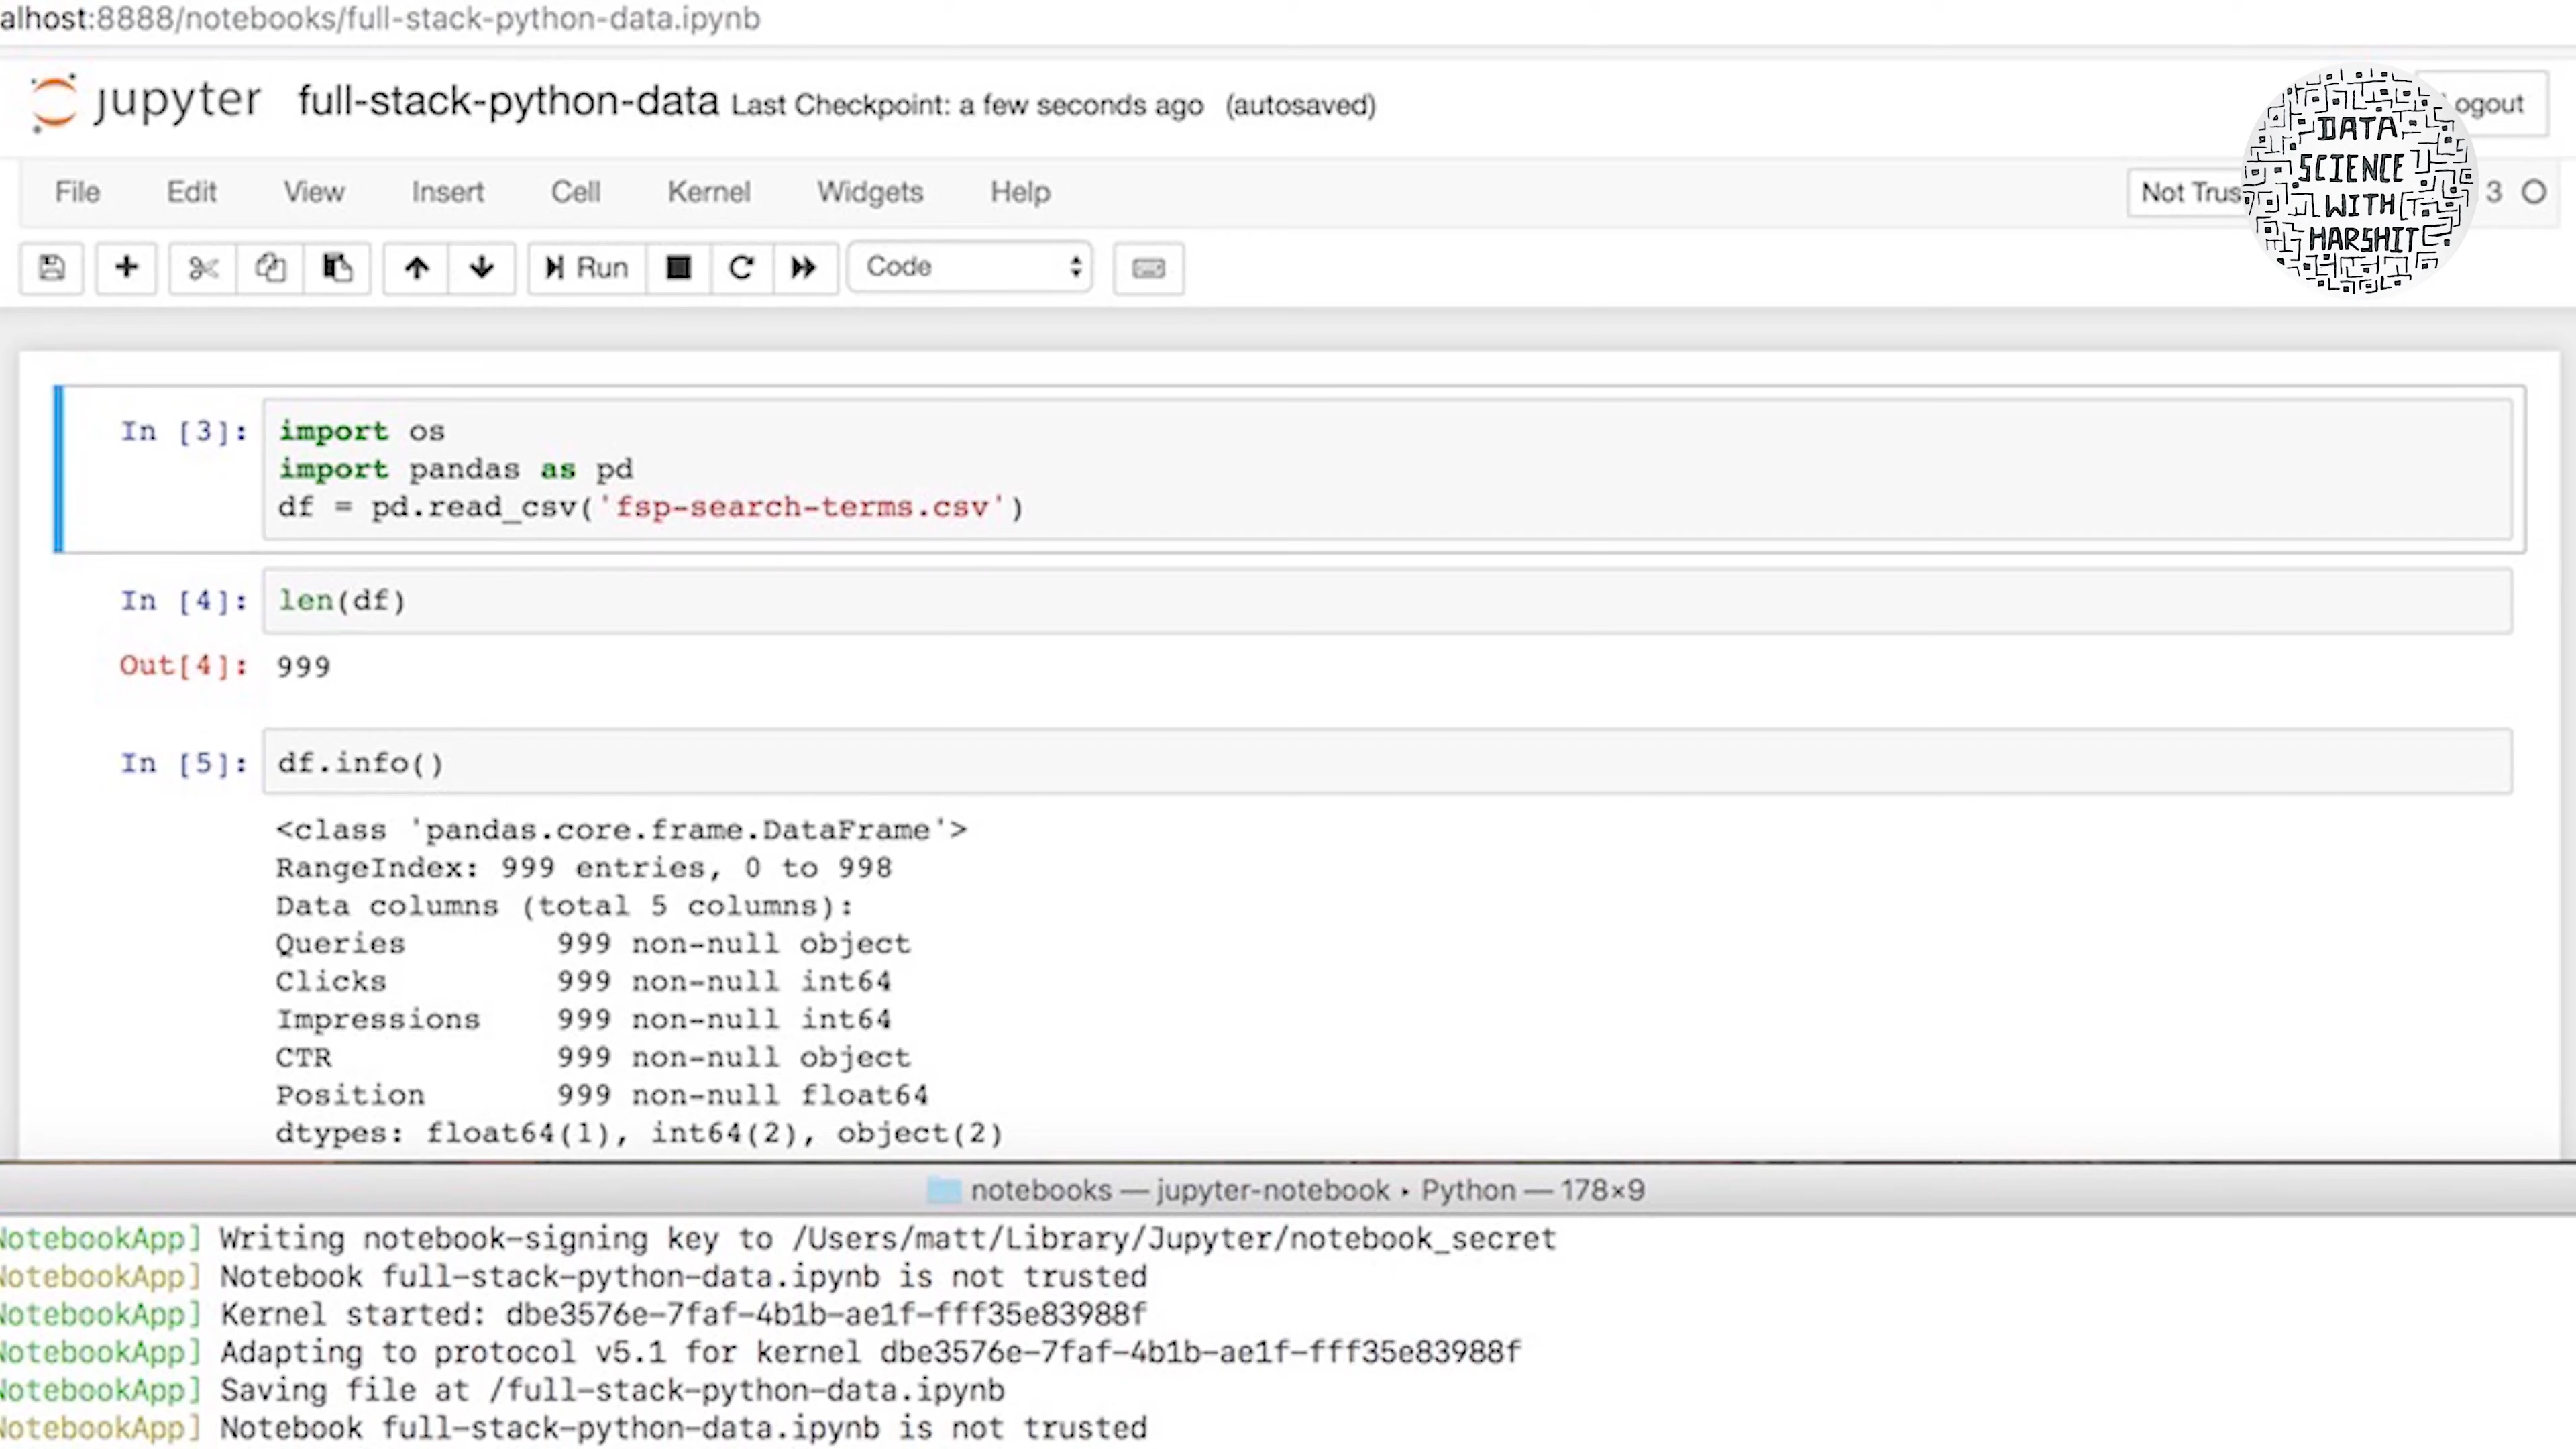 alhost:8888/notebooks/full-stack-python-data.ipynb
jupyter full-stack-python-data Last Checkpoint: a few seconds ago (autosaved)
DATA
SCIENCE
WITH
HARSHIT
ogout
File Edit View Insert Cell Kernel Widgets Help
Not Trus
3
Run Code
In [3]: import os
import pandas as pd
df = pd.read_csv('fsp-search-terms.csv')
In [4]: len(df)
Out[4]: 999
In [5]: df.info()
<class 'pandas.core.frame.DataFrame'>
RangeIndex: 999 entries, 0 to 998
Data columns (total 5 columns):
Queries 999 non-null object
Clicks 999 non-null int64
Impressions 999 non-null int64
CTR 999 non-null object
Position 999 non-null float64
dtypes: float64(1), int64(2), object(2)
notebooks — jupyter-notebook ▸ Python — 178×9
NotebookApp] Writing notebook-signing key to /Users/matt/Library/Jupyter/notebook_secret
NotebookApp] Notebook full-stack-python-data.ipynb is not trusted
NotebookApp] Kernel started: dbe3576e-7faf-4b1b-ae1f-fff35e83988f
NotebookApp] Adapting to protocol v5.1 for kernel dbe3576e-7faf-4b1b-ae1f-fff35e83988f
NotebookApp] Saving file at /full-stack-python-data.ipynb
NotebookApp] Notebook full-stack-python-data.ipynb is not trusted